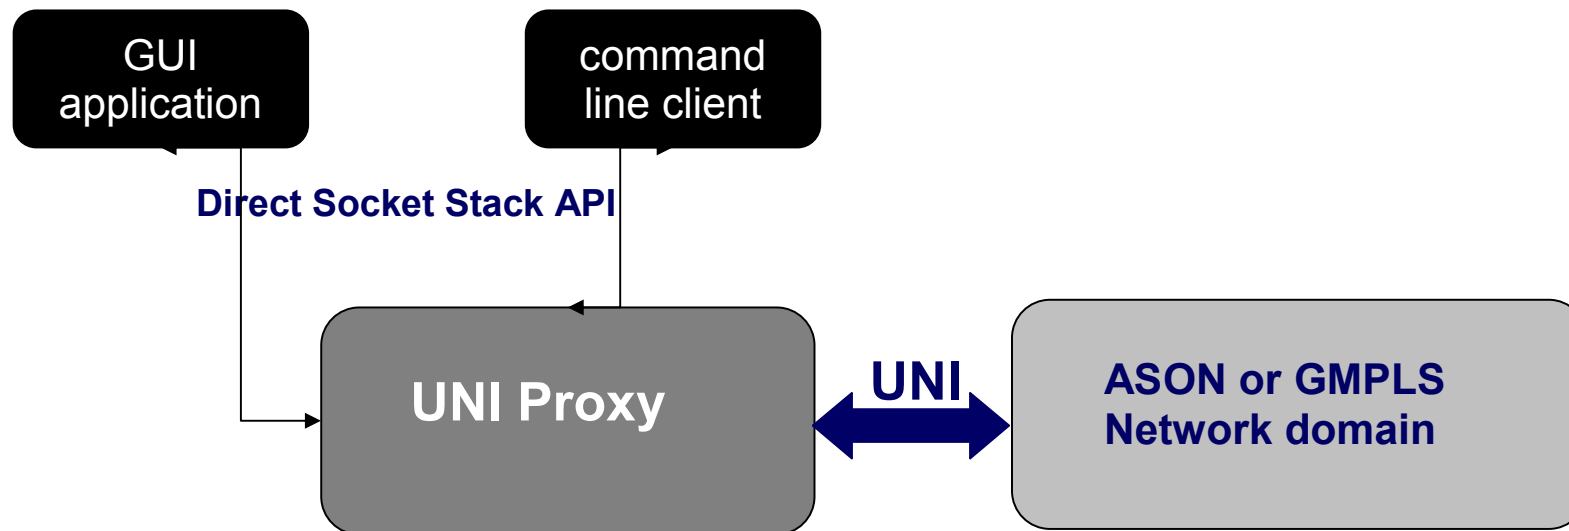 GUI
application
command
line client
Direct Socket Stack API
UNI Proxy
UNI
ASON or GMPLS
Network domain